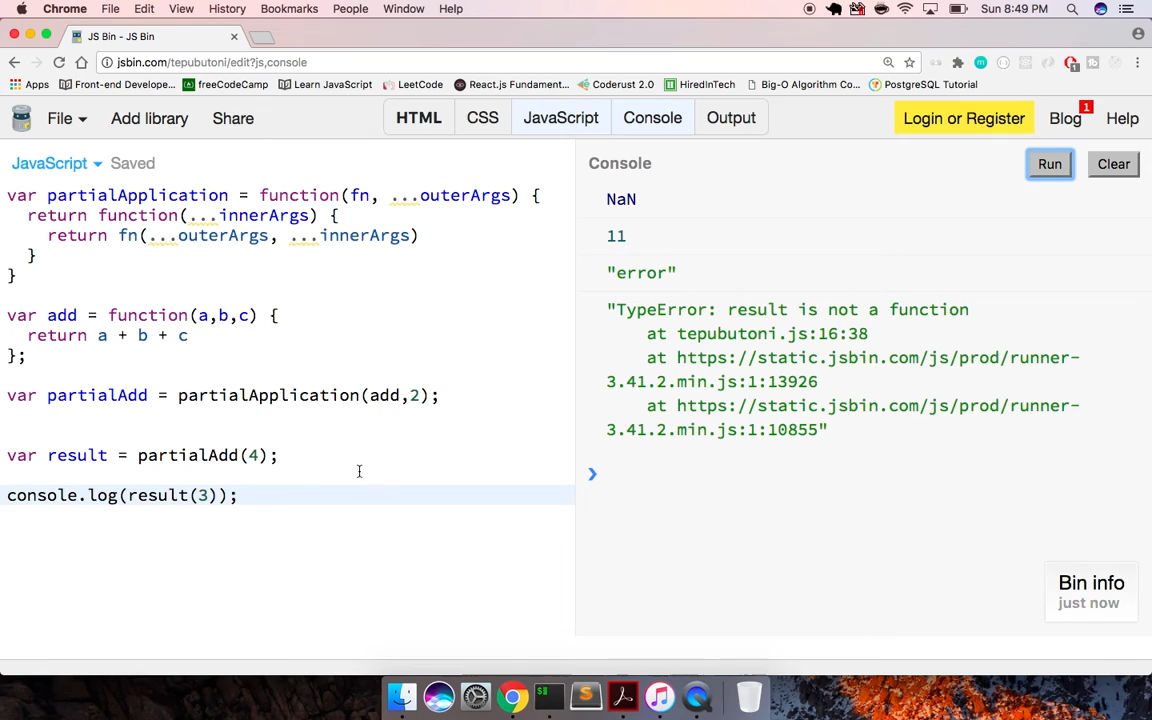 Chrome File Edit View History Bookmarks People Window Help Sun 8:49 PM
JS Bin - JS Bin
jsbin.com/tepubutoni/edit?js,console
Apps Front-end Develope... freeCodeCamp Learn JavaScript LeetCode React.js Fundament... Coderust 2.0 HiredInTech Big-O Algorithm Co... PostgreSQL Tutorial
File Add library Share HTML CSS JavaScript Console Output Login or Register Blog 1 Help
JavaScript Saved
var partialApplication = function(fn, ...outerArgs) {
return function(...innerArgs) {
return fn(...outerArgs, ...innerArgs)
}
}
var add = function(a,b,c) {
return a + b + c
};
var partialAdd = partialApplication(add,2);
var result = partialAdd(4);
console.log(result(3));
Console Run Clear
NaN
11
"error"
"TypeError: result is not a function
at tepubutoni.js:16:38
at https://static.jsbin.com/js/prod/runner-
3.41.2.min.js:1:13926
at https://static.jsbin.com/js/prod/runner-
3.41.2.min.js:1:10855"
Bin info
just now